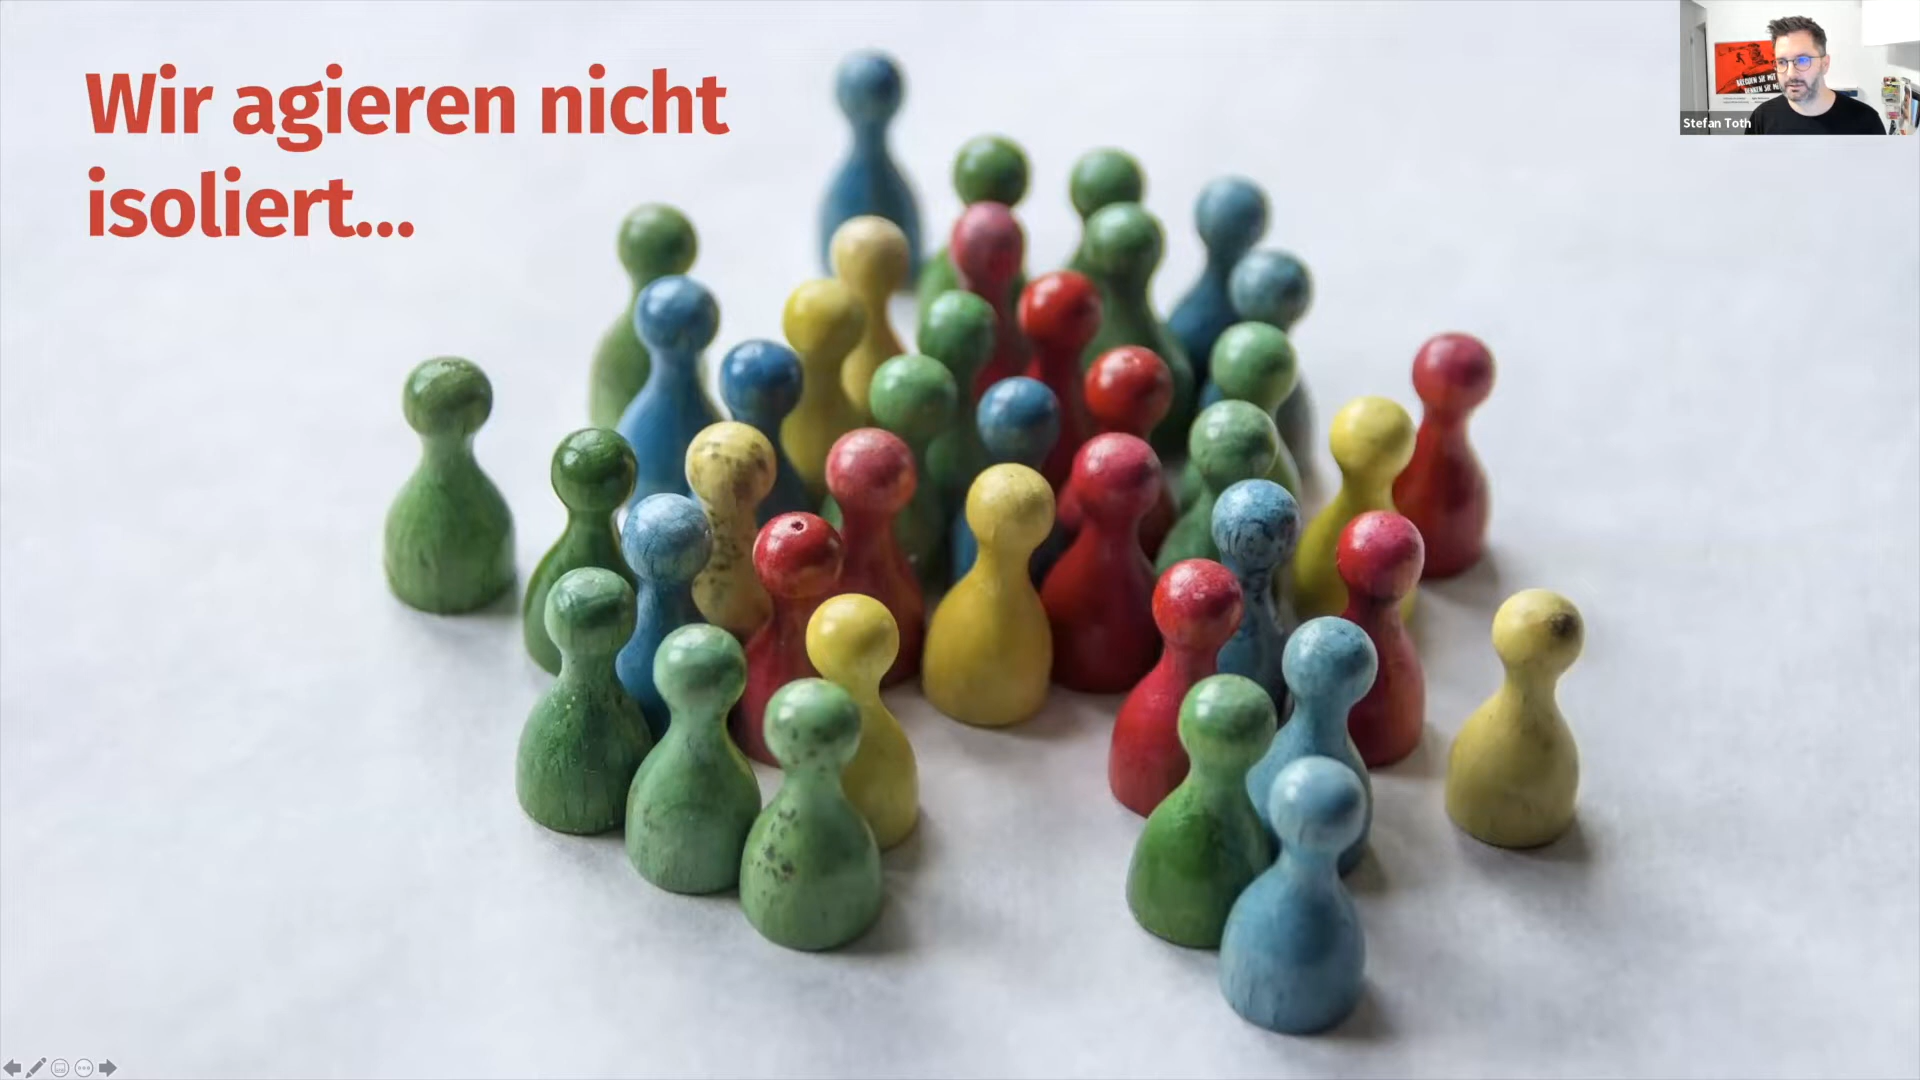 Wir agieren nicht
isoliert...
Stefan Toth